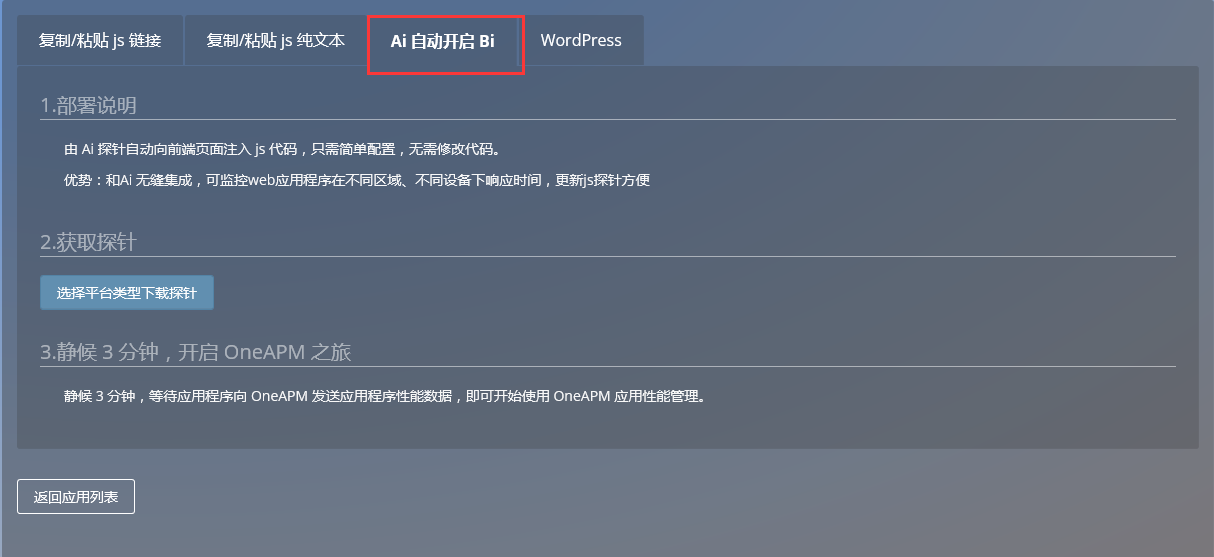 复制/粘贴 js 链接
复制/粘贴 js 纯文本
Ai 自动开启 Bi
WordPress
1.部署说明
由 Ai 探针自动向前端页面注入 js 代码，只需简单配置，无需修改代码。
优势：和Ai 无缝集成，可监控web应用程序在不同区域、不同设备下响应时间，更新js探针方便
2.获取探针
选择平台类型下载探针
3.静候 3 分钟，开启 OneAPM 之旅
静候 3 分钟，等待应用程序向 OneAPM 发送应用程序性能数据，即可开始使用 OneAPM 应用性能管理。
返回应用列表